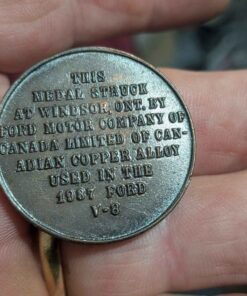 THIS
MEDAL STRUCK
AT WINDSOR, ONT. BY
FORD MOTOR COMPANY OF
CANADA LIMITED OF CAN-
ADIAN COPPER ALLOY
USED IN THE
1937 FORD
V-8